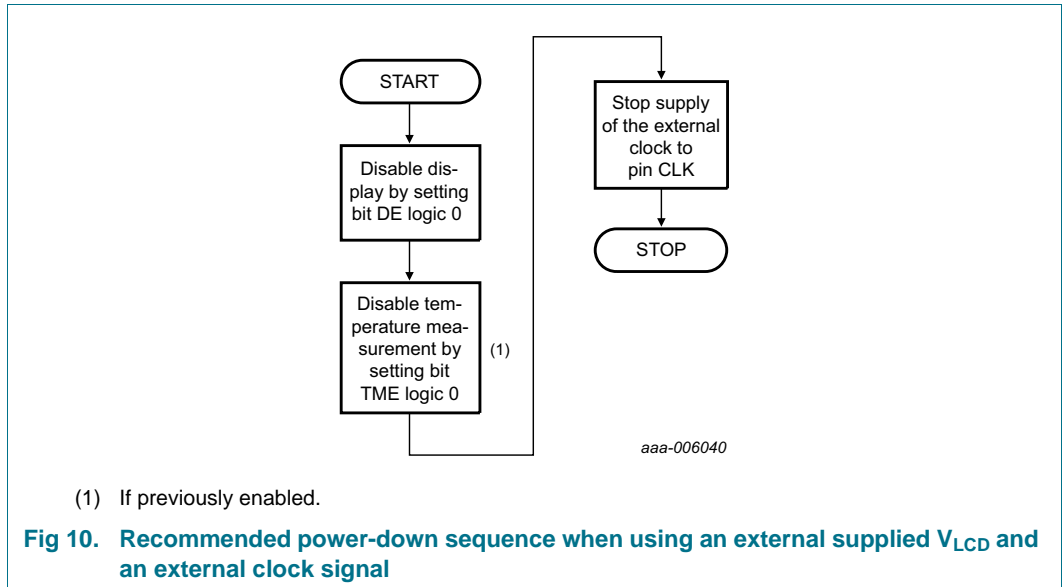 START
Disable dis-
play by setting
bit DE logic 0
Disable tem-
perature mea-
surement by
setting bit
TME logic 0
(1)
Stop supply
of the external
clock to
pin CLK
STOP
aaa-006040
(1) If previously enabled.
Fig 10. Recommended power-down sequence when using an external supplied VLCD and
an external clock signal